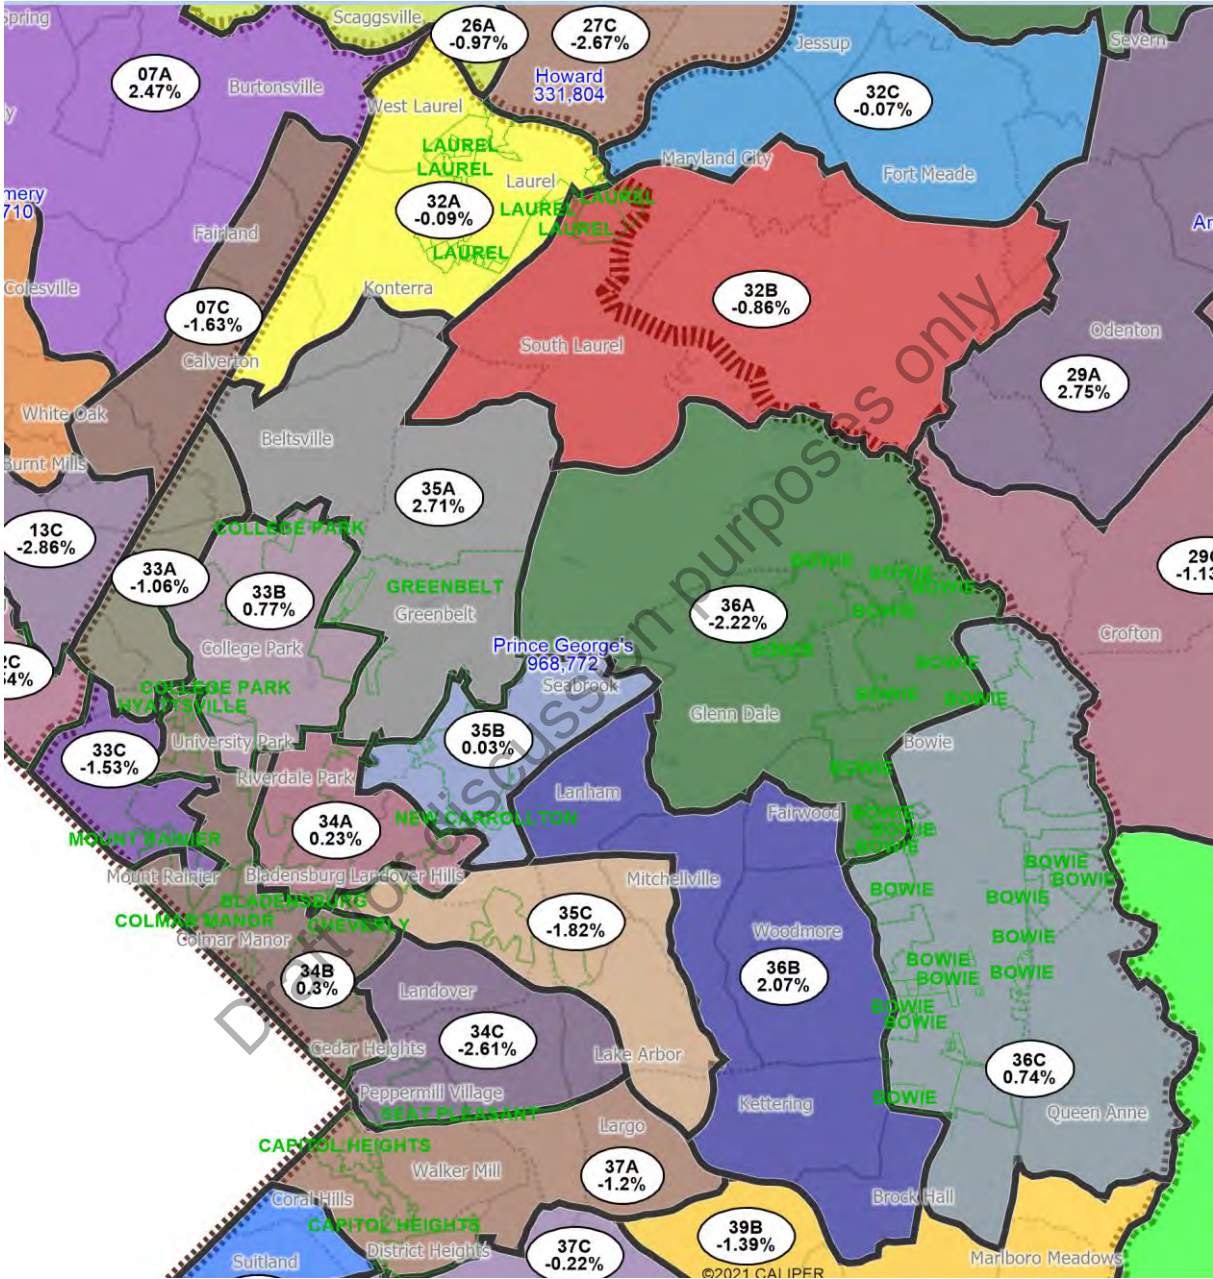 Spring
Scaggsville
26A
-0.97%
27C
-2.67%
Jessup
Severn
07A
2.47%
Burtonsville
Howard
331,804
32C
-0.07%
West Laurel
LAUREL
LAUREL
Laurel
Maryland City
Fort Meade
mery
710
32A
-0.09%
LAUREL
LAUREL
LAUREL
LAUREL
Fairland
Ar
Colesville
Konterra
32B
-0.86%
07C
-1.63%
Calverton
South Laurel
Odenton
29A
2.75%
White Oak
Beltsville
Burnt Mills
35A
2.71%
13C
-2.86%
COLLEGE PARK
33A
-1.06%
33B
0.77%
GREENBELT
Greenbelt
BOWIE
BOWIE
BOWIE
BOWIE
29C
-1.13
36A
-2.22%
College Park
Prince George's
968,772
Seabrook
BOWIE
BOWIE
Crofton
2C
54%
COLLEGE PARK
HYATTSVILLE
BOWIE
BOWIE
Glenn Dale
University Park
35B
0.03%
Bowie
33C
-1.53%
Riverdale Park
BOWIE
Lanham
Fairwood
34A
0.23%
NEW CARROLLTON
BOWIE
BOWIE
BOWIE
MOUNT RAINIER
Mount Rainier
Bladensburg
Landover Hills
Mitchellville
BOWIE
BOWIE
BOWIE
BOWIE
BLADENSBURG
COLMAR MANOR
CHEVERLY
Colmar Manor
35C
-1.82%
Woodmore
BOWIE
BOWIE
BOWIE
BOWIE
34B
0.3%
Landover
36B
2.07%
BOWIE
BOWIE
34C
-2.61%
Cedar Heights
Lake Arbor
36C
0.74%
Peppermill Village
SEAT PLEASANT
Kettering
BOWIE
Queen Anne
CAPITOL HEIGHTS
Largo
Walker Mill
37A
-1.2%
Coral Hills
Brock Hall
CAPITOL HEIGHTS
District Heights
Suitland
37C
-0.22%
39B
-1.39%
Marlboro Meadows
©2021 CALIPER
Draft for discussion purposes only